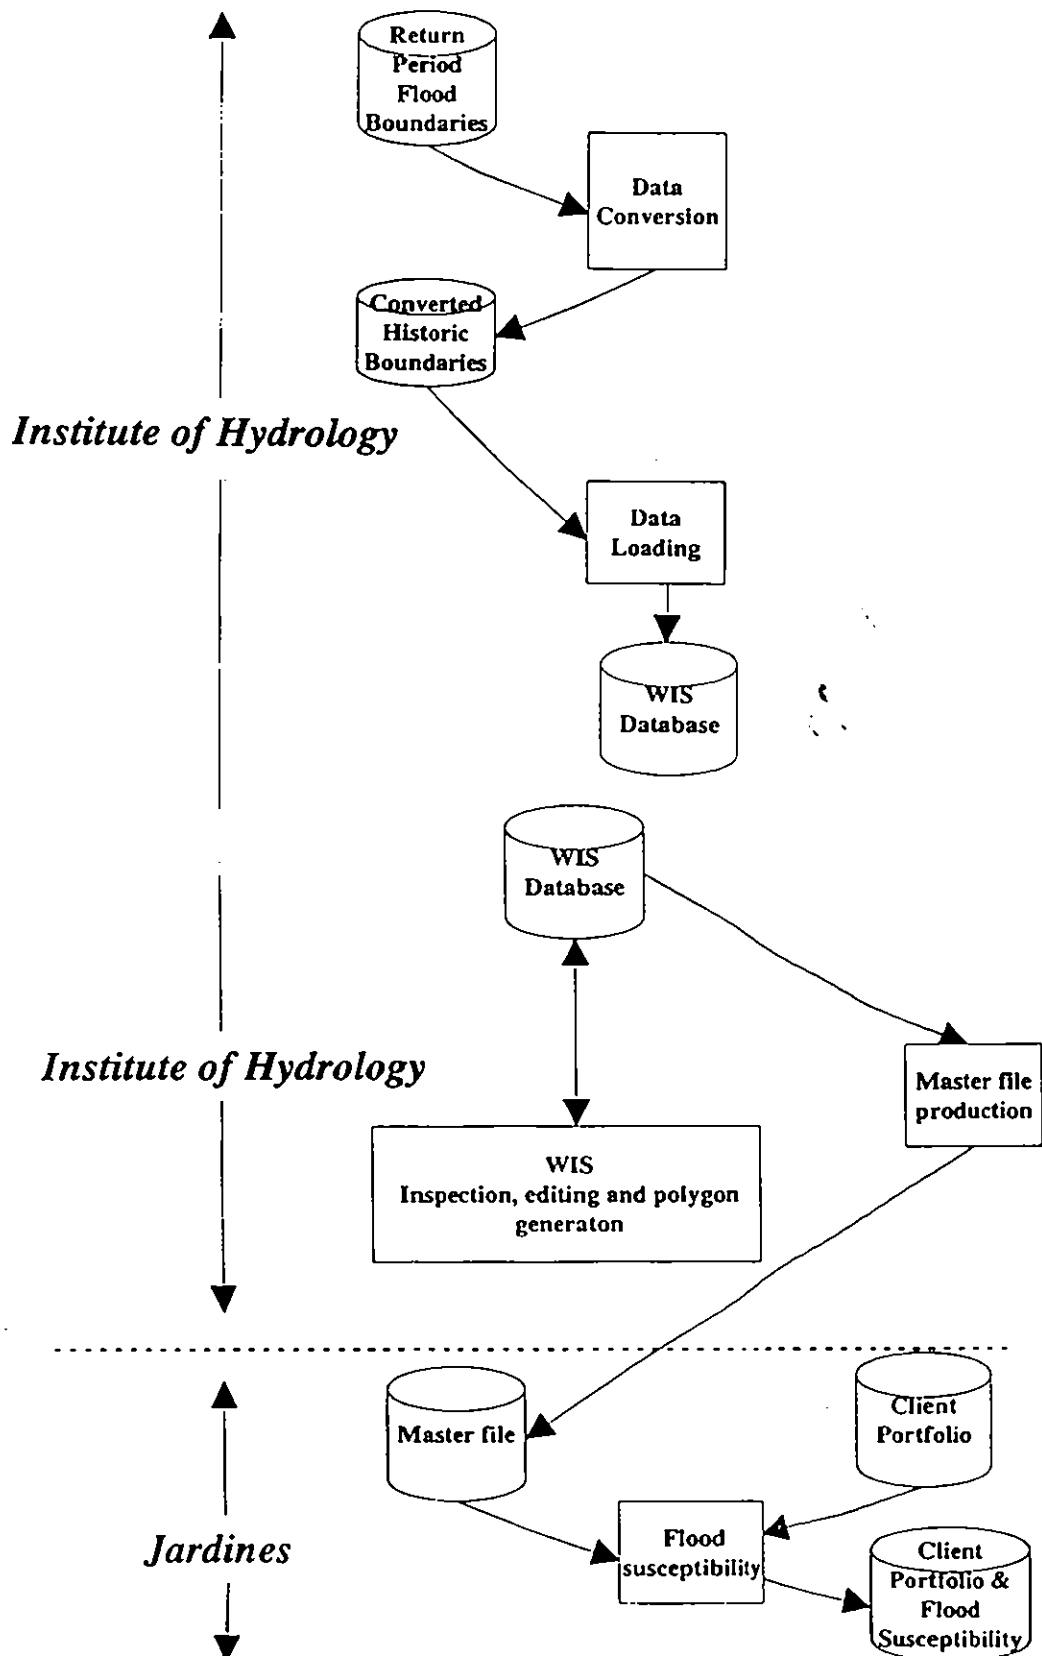 Return
Period
Flood
Boundaries
Data
Conversion
Converted
Historic
Boundaries
Institute of Hydrology
Data
Loading
WIS
Database
WIS
Database
Institute of Hydrology
Master file
production
WIS
Inspection, editing and polygon
generaton
Master file
Client
Portfolio
Jardines
Flood
susceptibility
Client
Portfolio &
Flood
Susceptibility